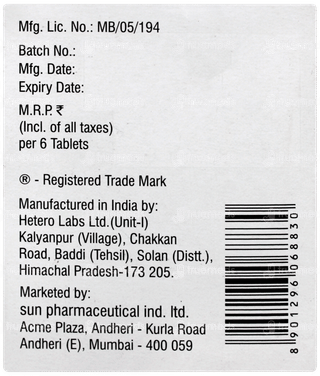 Mfg. Lic. No.: MB/05/194
Batch No.:
Mfg. Date:
Expiry Date:
M.R.P. ₹
(Incl. of all taxes)
per 6 Tablets
® - Registered Trade Mark
Manufactured in India by:
Hetero Labs Ltd.(Unit-I)
Kalyanpur (Village), Chakkan
Road, Baddi (Tehsil), Solan (Distt.),
Himachal Pradesh-173 205.
Marketed by:
sun pharmaceutical ind. ltd.
Acme Plaza, Andheri - Kurla Road
Andheri (E), Mumbai - 400 059
8 901296 068830